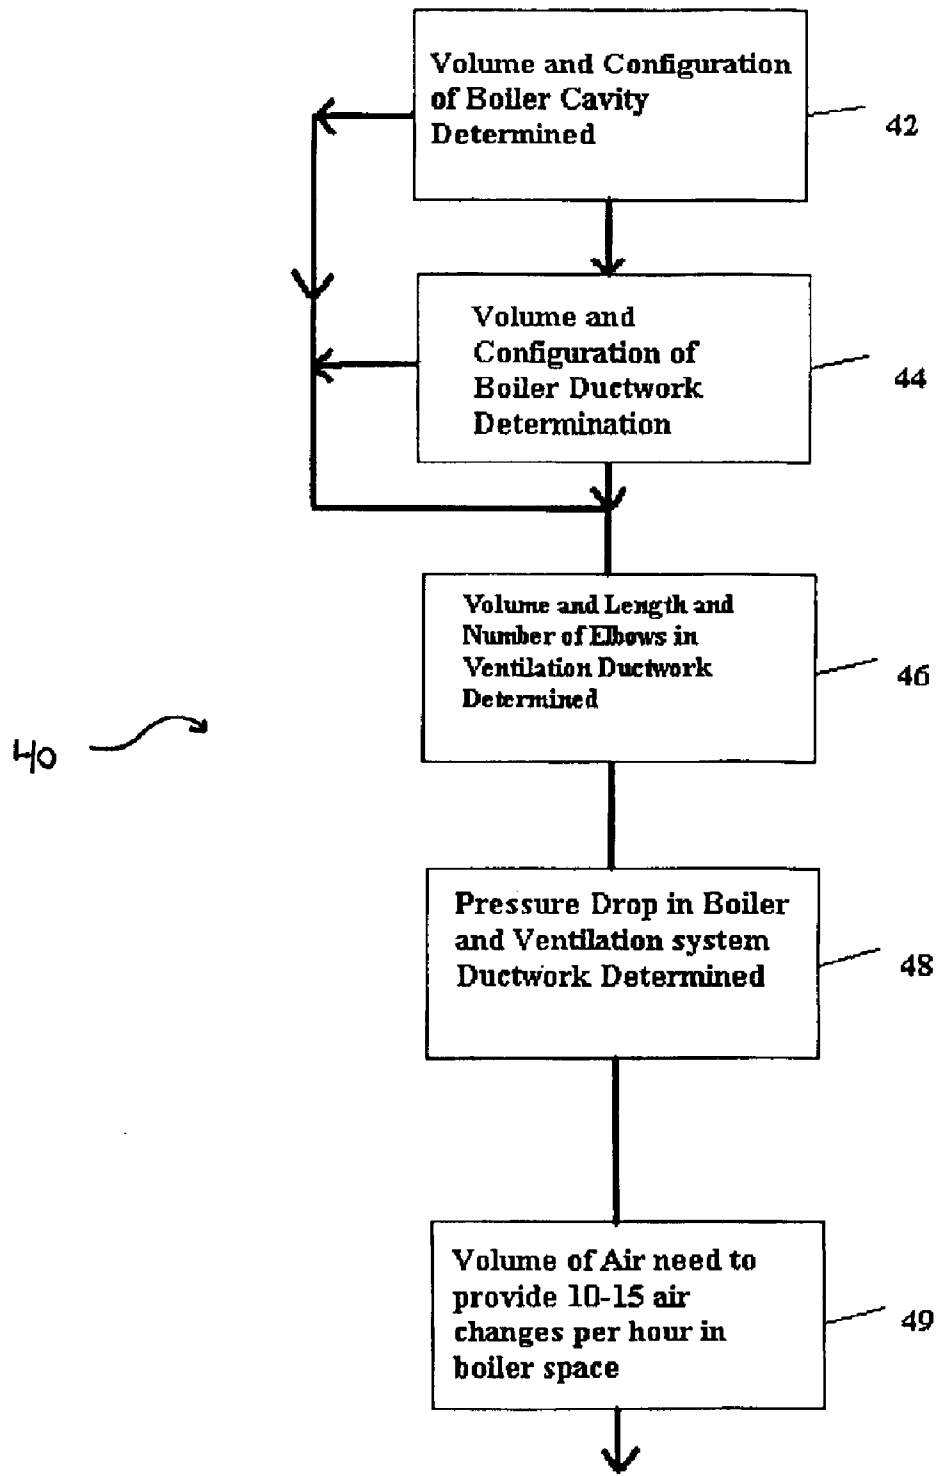 Volume and Configuration
of Boiler Cavity
Determined
42
Volume and
Configuration of
Boiler Ductwork
Determination
44
Volume and Length and
Number of Elbows in
Ventilation Ductwork
Determined
46
40
Pressure Drop in Boiler
and Ventilation system
Ductwork Determined
48
Volume of Air need to
provide 10-15 air
changes per hour in
boiler space
49